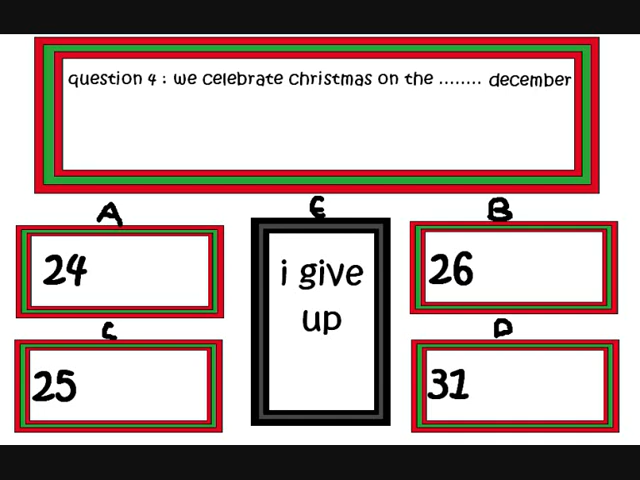 question 4 : we celebrate christmas on the ........ december
A
E
B
24
i give
up
26
C
D
25
31